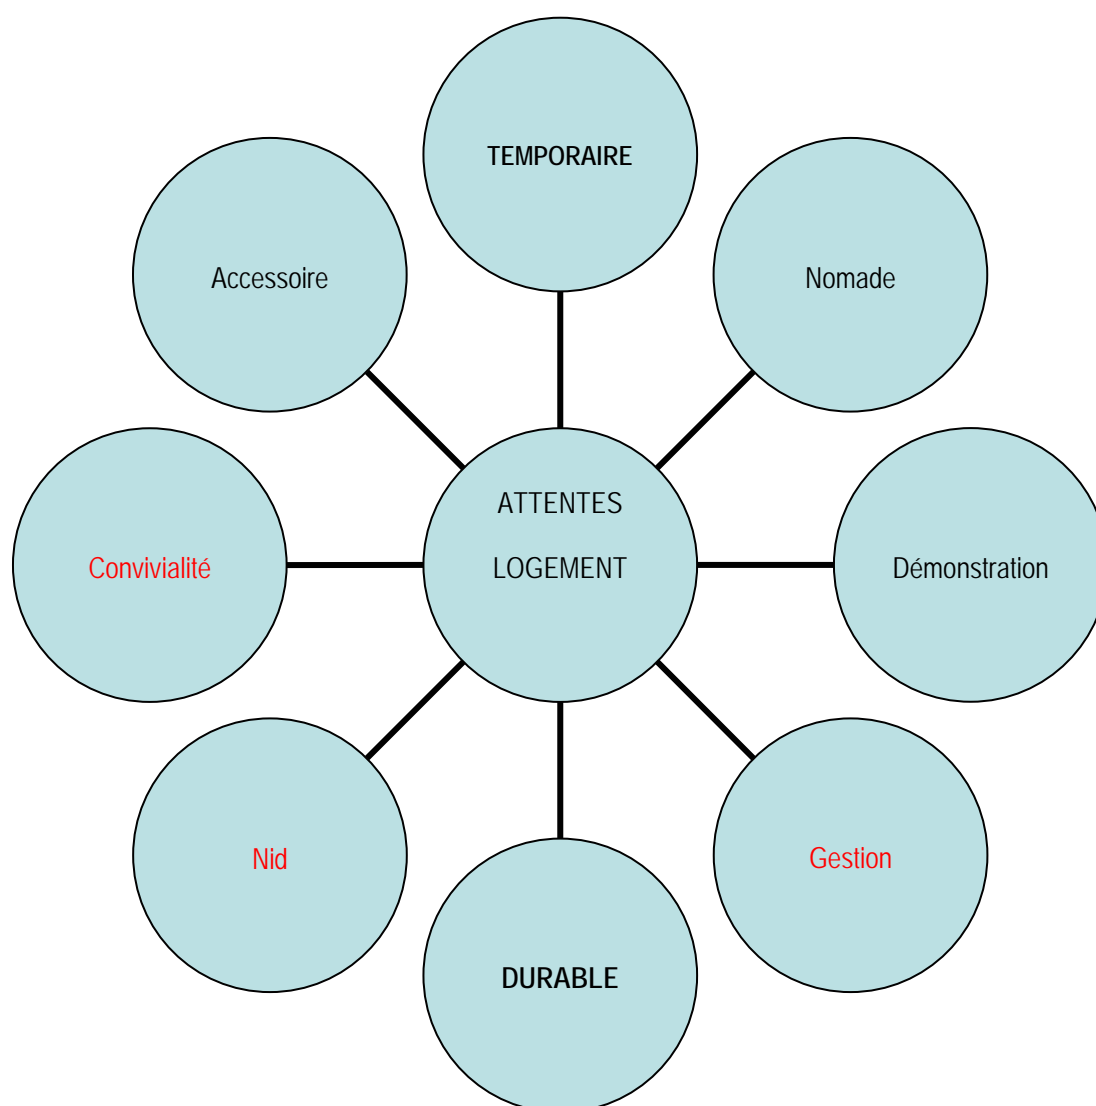 TEMPORAIRE
Accessoire
Nomade
ATTENTES
LOGEMENT
Convivialité
Démonstration
Nid
Gestion
DURABLE